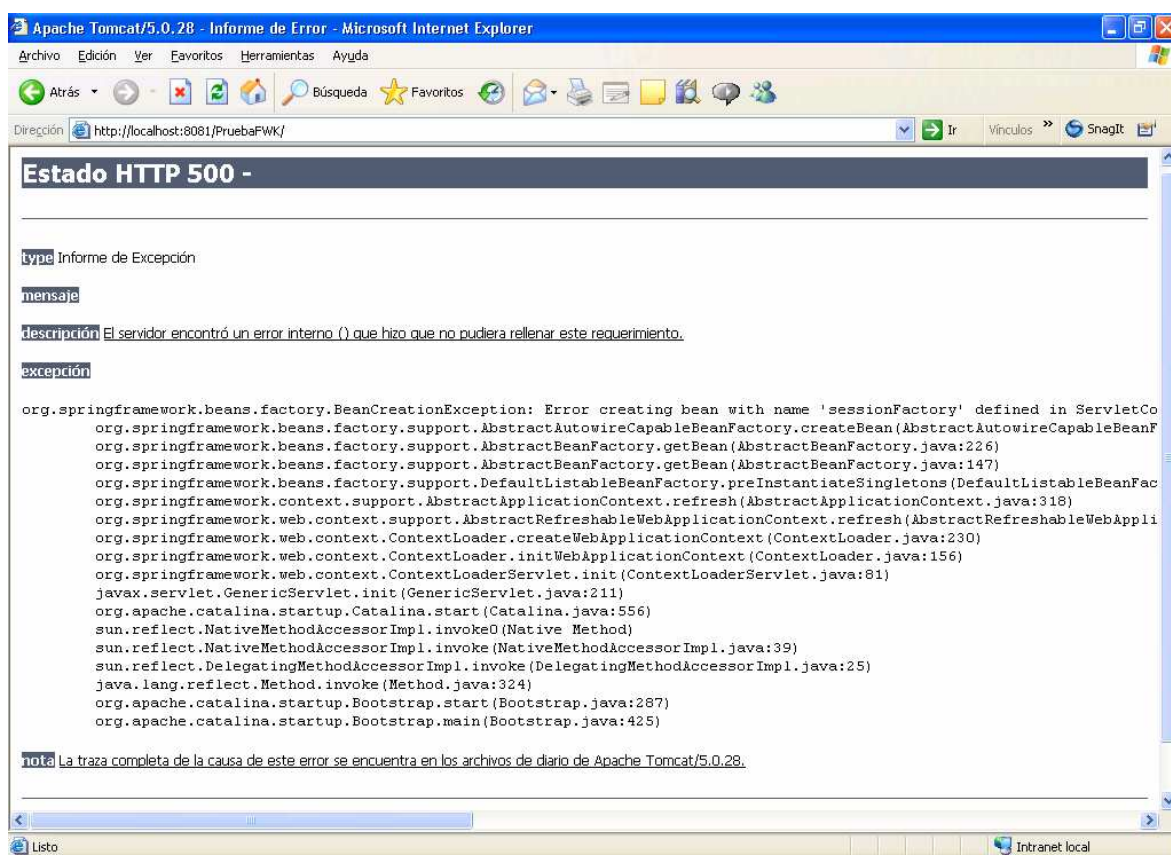 Apache Tomcat/5.0.28 - Informe de Error - Microsoft Internet Explorer
Archivo Edición Ver Favoritos Herramientas Ayuda
Atrás Búsqueda Favoritos
Dirección http://localhost:8081/PruebaFWK/ Ir Vínculos » SnagIt
Estado HTTP 500 -
type Informe de Excepción
mensaje
descripción El servidor encontró un error interno () que hizo que no pudiera rellenar este requerimiento.
excepción
org.springframework.beans.factory.BeanCreationException: Error creating bean with name 'sessionFactory' defined in ServletCo
org.springframework.beans.factory.support.AbstractAutowireCapableBeanFactory.createBean(AbstractAutowireCapableBeanF
org.springframework.beans.factory.support.AbstractBeanFactory.getBean(AbstractBeanFactory.java:226)
org.springframework.beans.factory.support.AbstractBeanFactory.getBean(AbstractBeanFactory.java:147)
org.springframework.beans.factory.support.DefaultListableBeanFactory.preInstantiateSingletons(DefaultListableBeanFac
org.springframework.context.support.AbstractApplicationContext.refresh(AbstractApplicationContext.java:318)
org.springframework.web.context.support.AbstractRefreshableWebApplicationContext.refresh(AbstractRefreshableWebAppli
org.springframework.web.context.ContextLoader.createWebApplicationContext(ContextLoader.java:230)
org.springframework.web.context.ContextLoader.initWebApplicationContext(ContextLoader.java:156)
org.springframework.web.context.ContextLoaderServlet.init(ContextLoaderServlet.java:81)
javax.servlet.GenericServlet.init(GenericServlet.java:211)
org.apache.catalina.startup.Catalina.start(Catalina.java:556)
sun.reflect.NativeMethodAccessorImpl.invoke0(Native Method)
sun.reflect.NativeMethodAccessorImpl.invoke(NativeMethodAccessorImpl.java:39)
sun.reflect.DelegatingMethodAccessorImpl.invoke(DelegatingMethodAccessorImpl.java:25)
java.lang.reflect.Method.invoke(Method.java:324)
org.apache.catalina.startup.Bootstrap.start(Bootstrap.java:287)
org.apache.catalina.startup.Bootstrap.main(Bootstrap.java:425)
nota La traza completa de la causa de este error se encuentra en los archivos de diario de Apache Tomcat/5.0.28.
Listo Intranet local